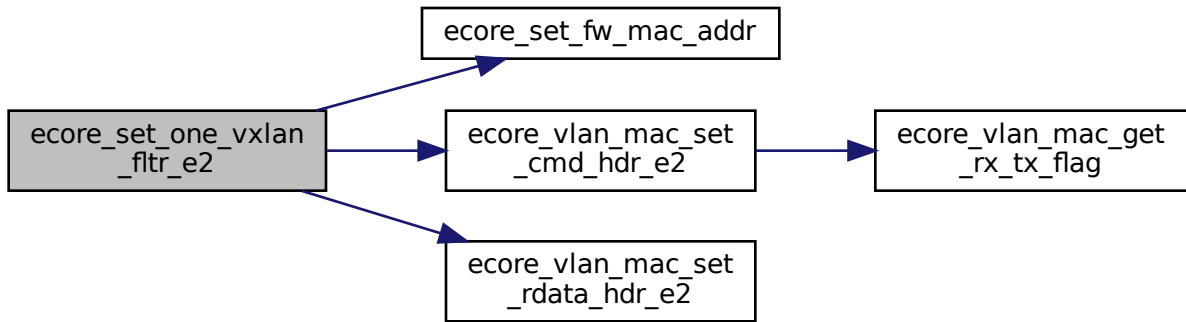 ecore_set_fw_mac_addr
ecore_set_one_vxlan
_fltr_e2
ecore_vlan_mac_set
_cmd_hdr_e2
ecore_vlan_mac_get
_rx_tx_flag
ecore_vlan_mac_set
_rdata_hdr_e2